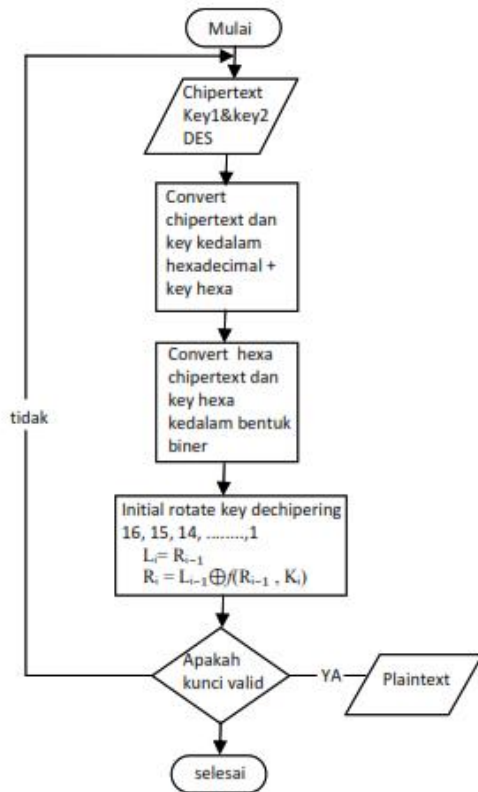 Mulai
Chipertext
Key1&key2
DES
Convert
chipertext dan
key kedalam
hexadecimal +
key hexa
Convert hexa
chipertext dan
key hexa
kedalam bentuk
biner
tidak
Initial rotate key dechipering
16, 15, 14, ........,1
Lᵢ= Rᵢ₋₁
Rᵢ = Lᵢ₋₁⊕f(Rᵢ₋₁ , Kᵢ)
Apakah
kunci valid
YA
Plaintext
selesai